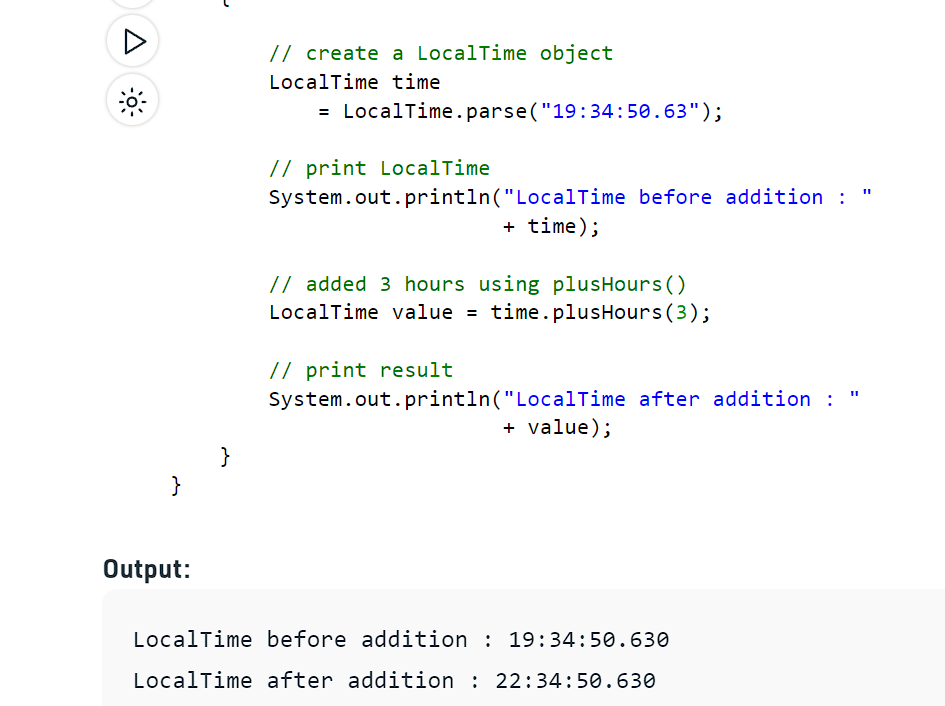 {
// create a LocalTime object
LocalTime time
= LocalTime.parse("19:34:50.63");
// print LocalTime
System.out.println("LocalTime before addition : "
+ time);
// added 3 hours using plusHours()
LocalTime value = time.plusHours(3);
// print result
System.out.println("LocalTime after addition : "
+ value);
}
}
Output:
LocalTime before addition : 19:34:50.630
LocalTime after addition : 22:34:50.630